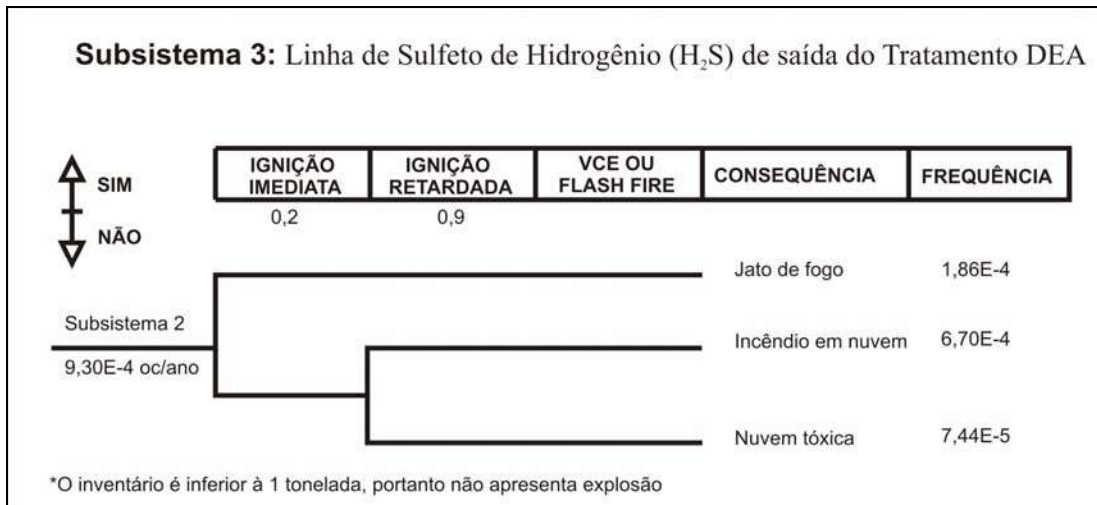 Subsistema 3: Linha de Sulfeto de Hidrogênio (H₂S) de saída do Tratamento DEA
SIM
NÃO
IGNIÇÃO IMEDIATA
IGNIÇÃO RETARDADA
VCE OU FLASH FIRE
CONSEQUÊNCIA
FREQUÊNCIA
0,2
0,9
Jato de fogo
1,86E-4
Subsistema 2
9,30E-4 oc/ano
Incêndio em nuvem
6,70E-4
Nuvem tóxica
7,44E-5
*O inventário é inferior à 1 tonelada, portanto não apresenta explosão